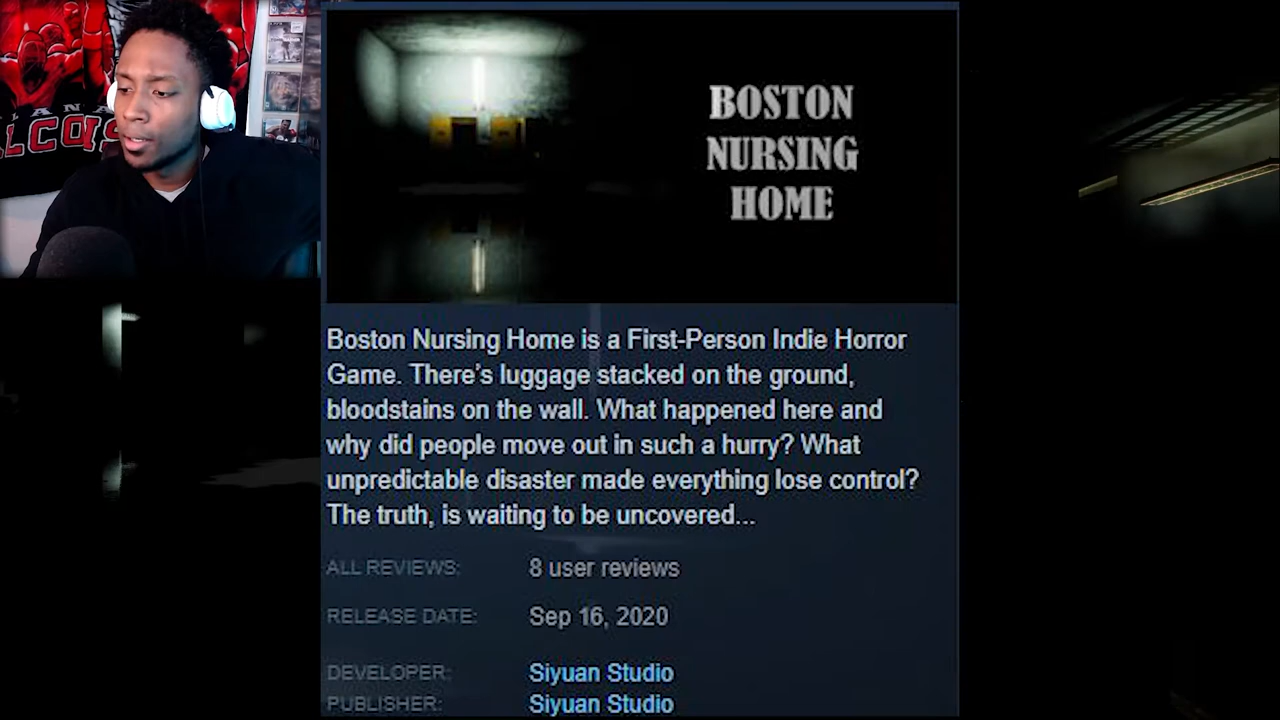 LANA
LCONS
BOSTON
NURSING
HOME
Boston Nursing Home is a First-Person Indie Horror
Game. There's luggage stacked on the ground,
bloodstains on the wall. What happened here and
why did people move out in such a hurry? What
unpredictable disaster made everything lose control?
The truth, is waiting to be uncovered...
ALL REVIEWS: 8 user reviews
RELEASE DATE: Sep 16, 2020
DEVELOPER: Siyuan Studio
PUBLISHER: Siyuan Studio